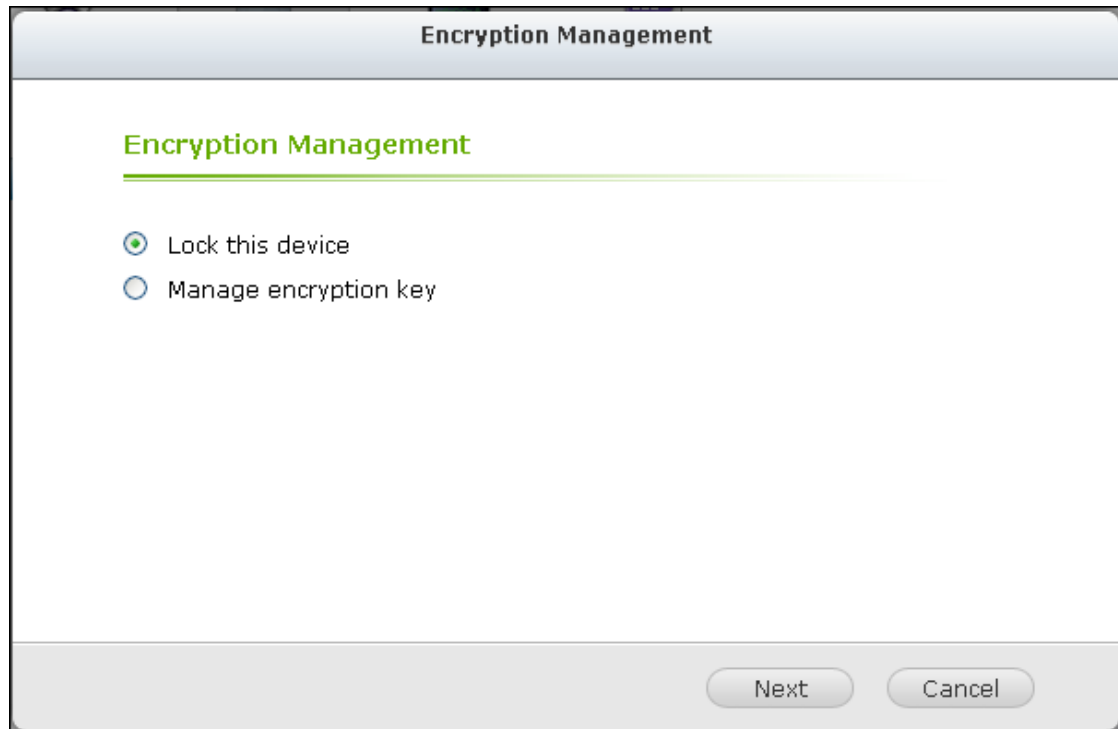 Encryption Management
Encryption Management
Lock this device
Manage encryption key
Next Cancel